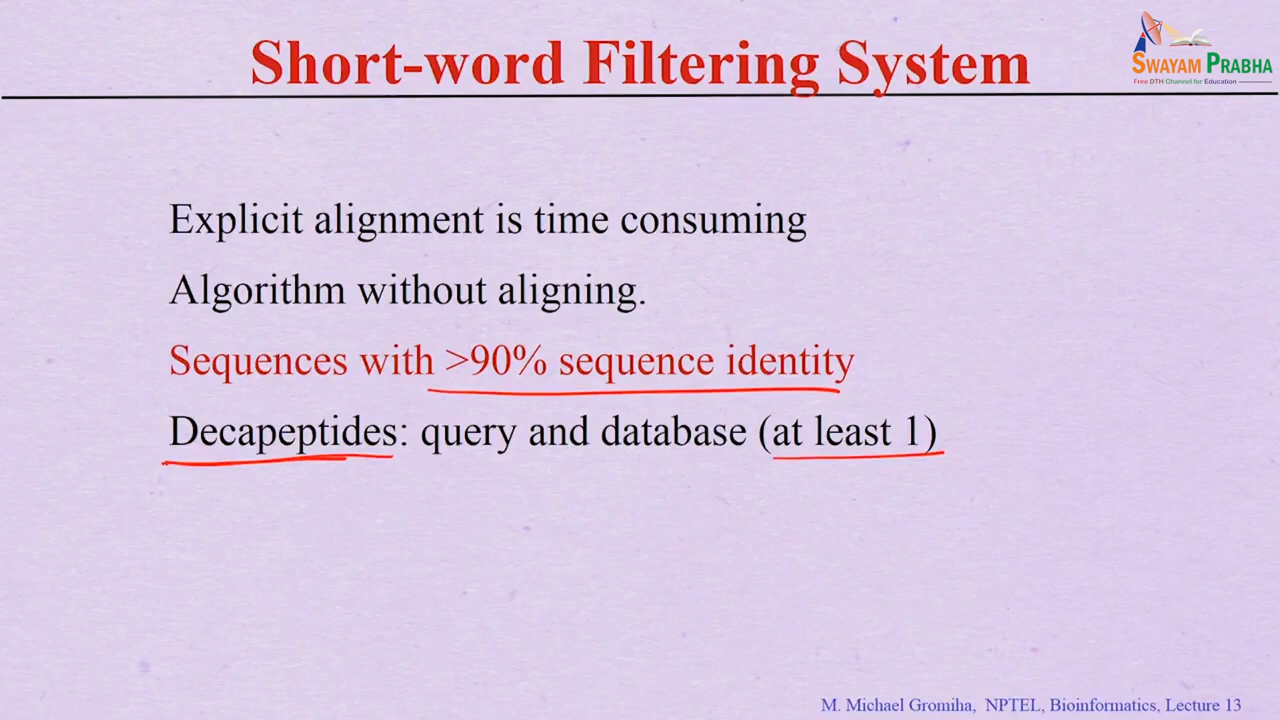 Short-word Filtering System
SWAYAM PRABHA
Free DTH Channel for Education
Explicit alignment is time consuming
Algorithm without aligning.
Sequences with >90% sequence identity
Decapeptides: query and database (at least 1)
M. Michael Gromiha, NPTEL, Bioinformatics, Lecture 13